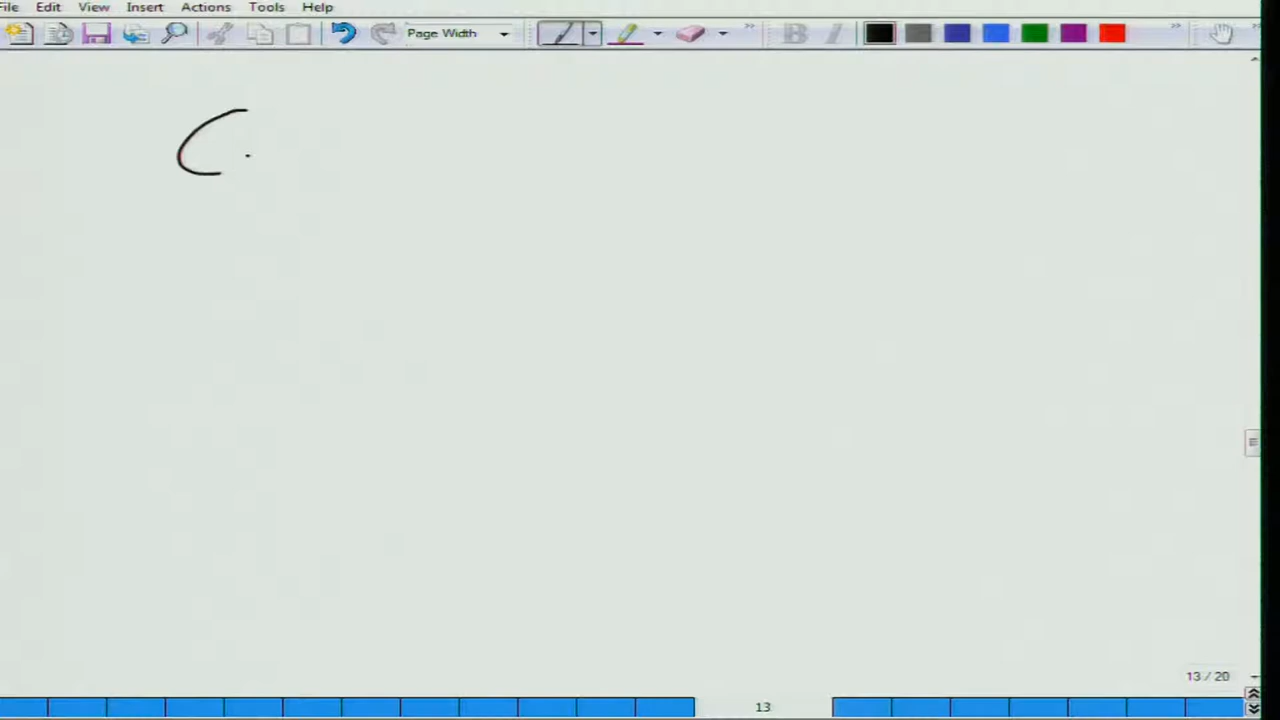 File Edit View Insert Actions Tools Help
Page Width B I
C
13 / 20
13